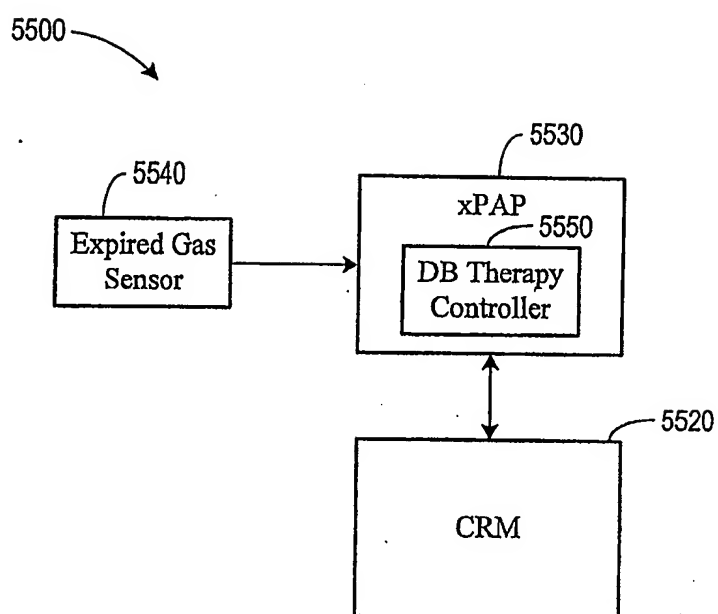 5500
5530
5540
xPAP
5550
Expired Gas
Sensor
DB Therapy
Controller
5520
CRM